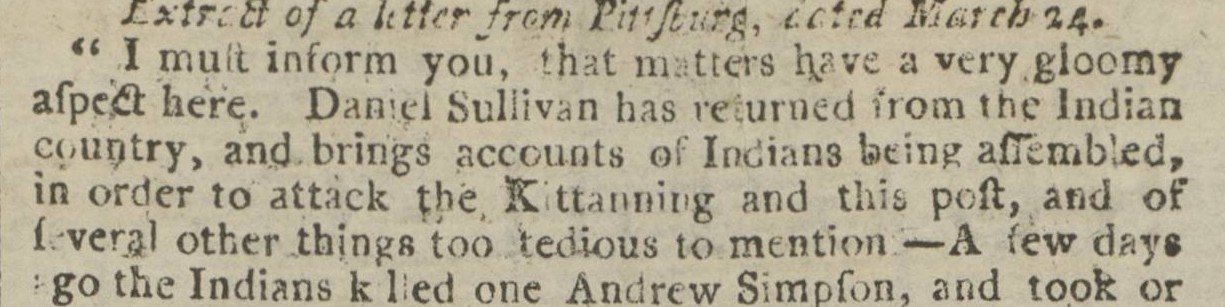 Extract of a letter from Pittſburg, dated March 24.
“ I muſt inform you, that matters have a very gloomy
aſpect here. Daniel Sullivan has returned from the Indian
country, and brings accounts of Indians being aſſembled,
in order to attack the Kittanning and this poſt, and of
ſeveral other things too tedious to mention —A few days
ago the Indians killed one Andrew Simpſon, and took or